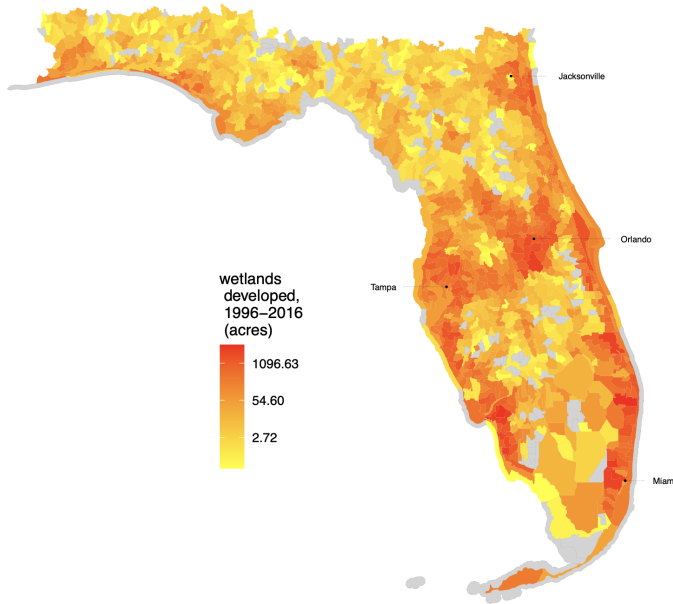 Jacksonville
Orlando
Tampa
wetlands
developed,
1996−2016
(acres)
1096.63
54.60
2.72
Miam